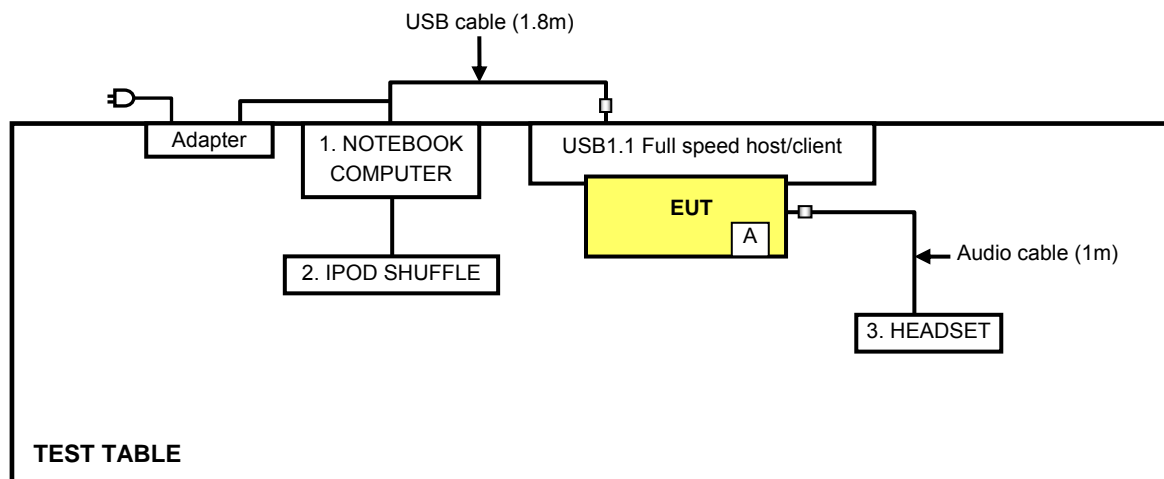 USB cable (1.8m)
Adapter
1. NOTEBOOK
COMPUTER
USB1.1 Full speed host/client
EUT
A
2. IPOD SHUFFLE
Audio cable (1m)
3. HEADSET
TEST TABLE